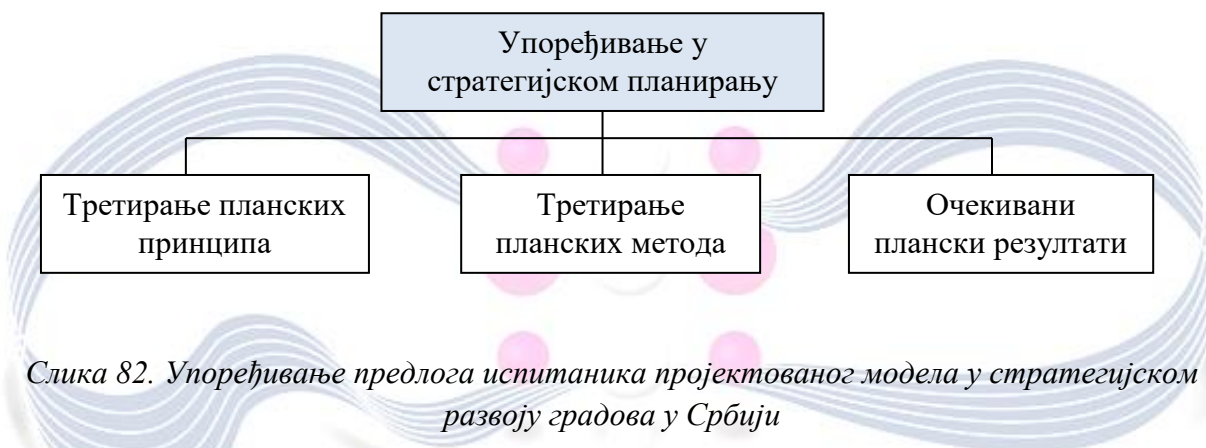 Упоређивање у
стратегијском планирању
Третирање планских
принципа
Третирање
планских метода
Очекивани
плански резултати
Слика 82. Упоређивање предлога испитаника пројектованог модела у стратегијском
развоју градова у Србији